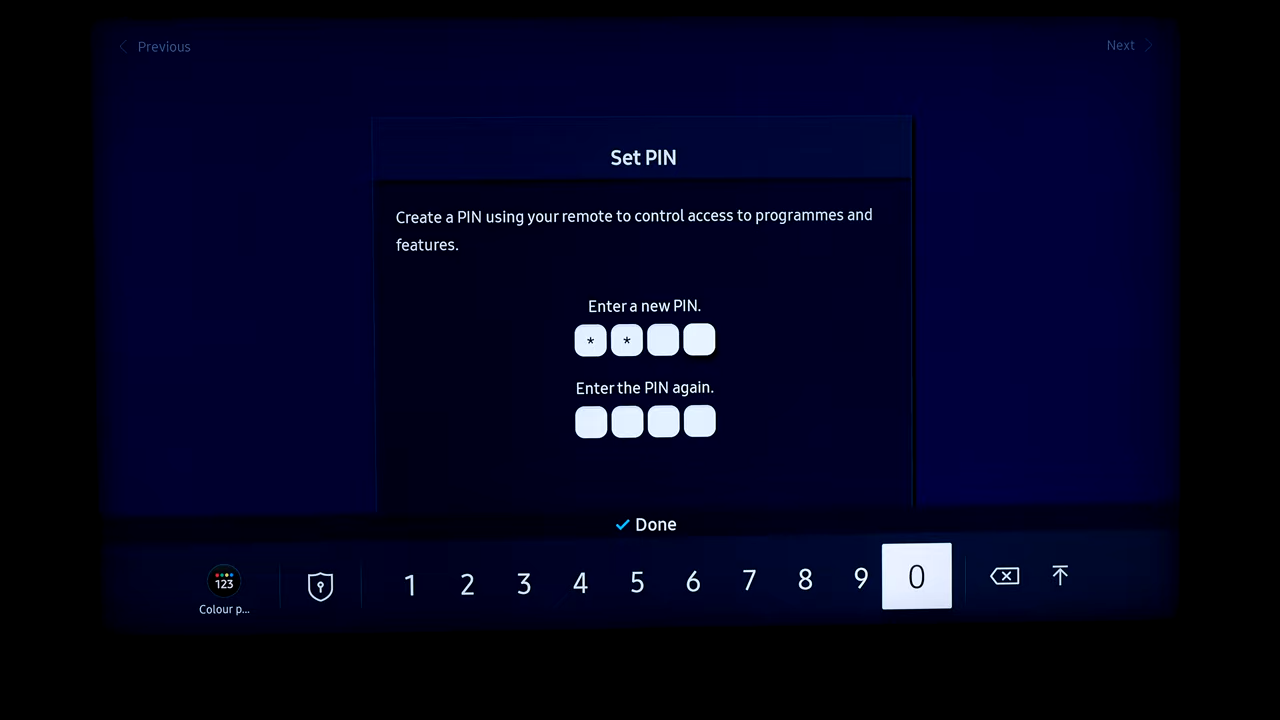 Previous
Next
Set PIN
Create a PIN using your remote to control access to programmes and
features.
Enter a new PIN.
* *
Enter the PIN again.
Done
123
Colour p...
1 2 3 4 5 6 7 8 9 0